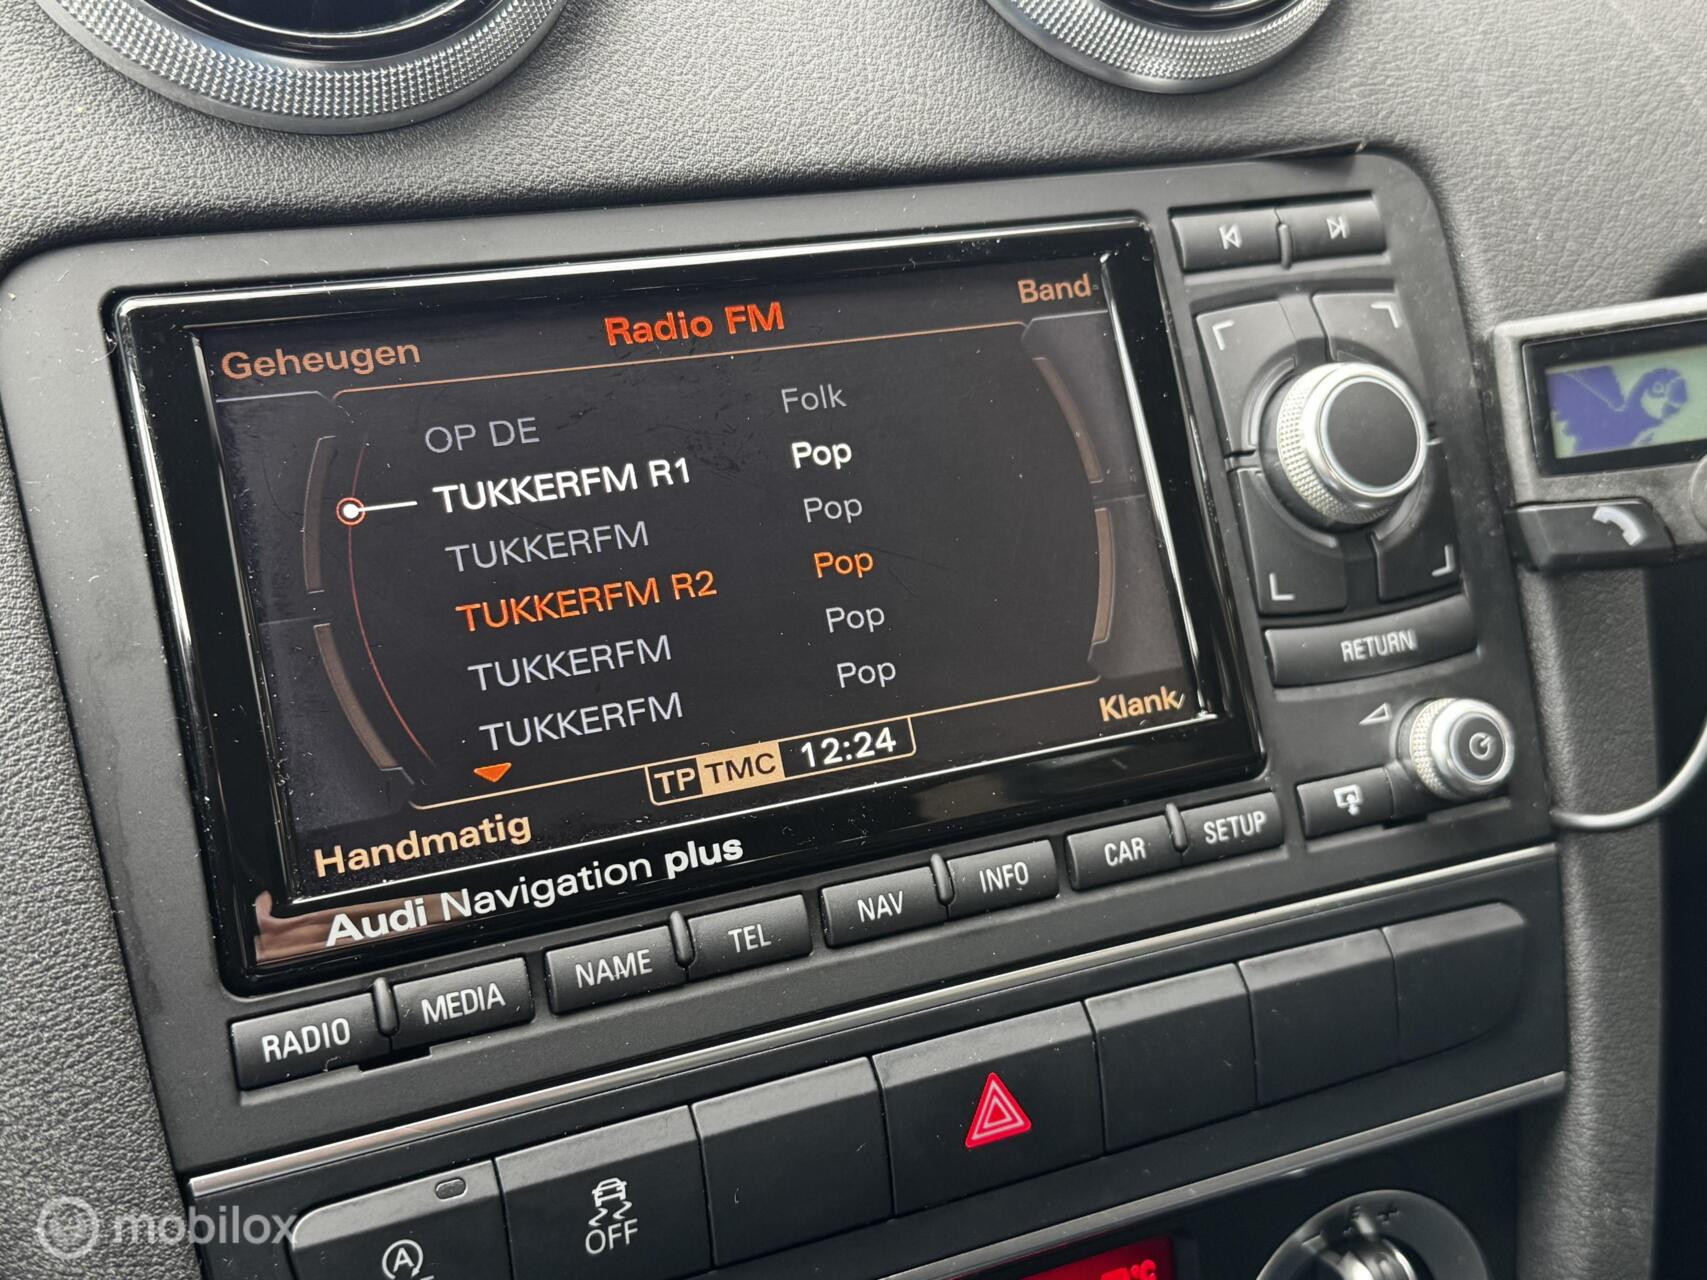 Geheugen Radio FM Band
OP DE Folk
TUKKERFM R1 Pop
TUKKERFM Pop
TUKKERFM R2 Pop
TUKKERFM Pop
TUKKERFM Pop
TP TMC 12:24
Handmatig Klank
Audi Navigation plus
RETURN
RADIO MEDIA NAME TEL NAV INFO CAR SETUP
OFF
A
°C
mobilox